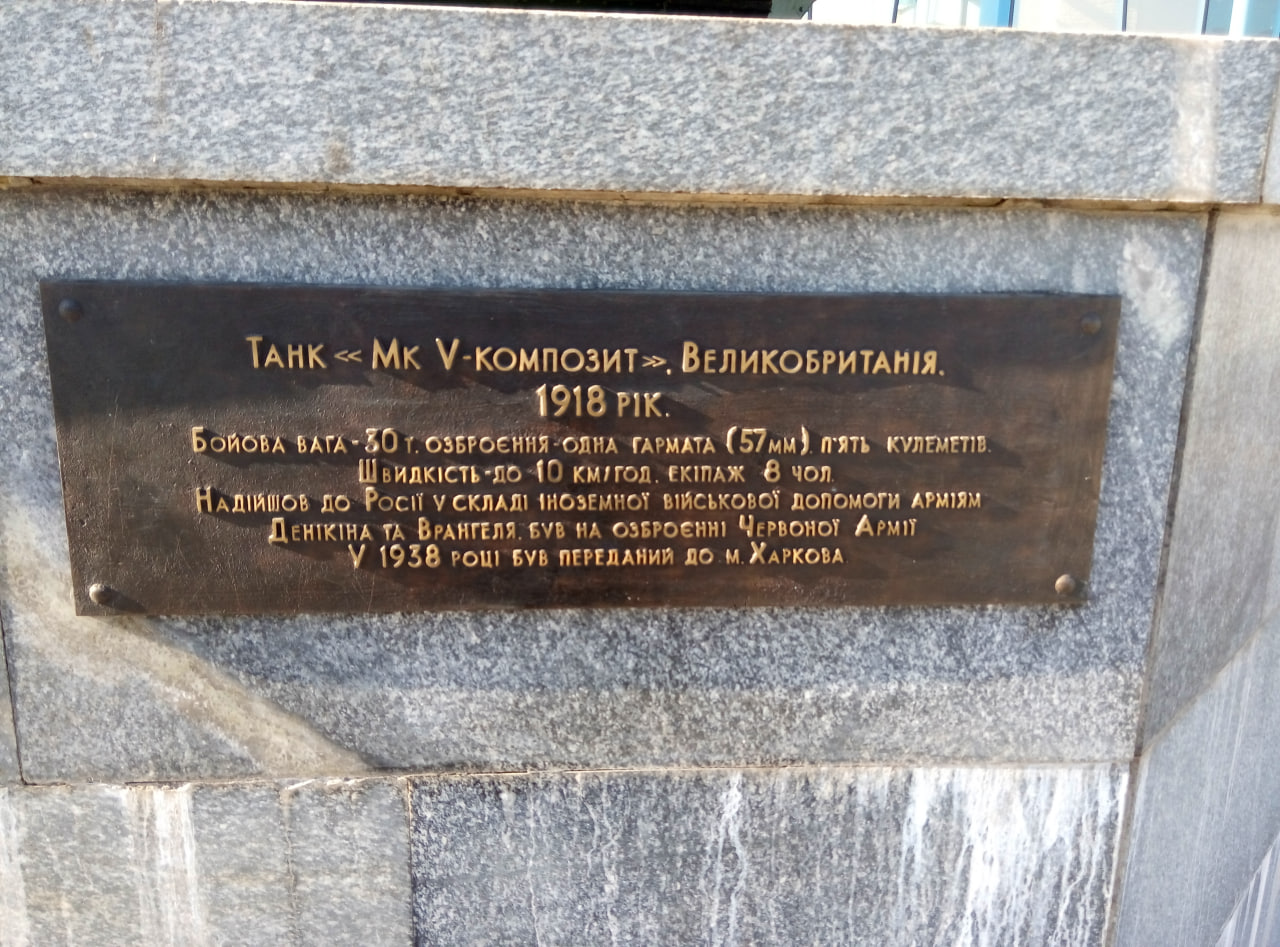 Танк « Мк V-композит», Великобританія.
1918 рік.
Бойова вага-30 т. озброєння-одна гармата (57мм), п'ять кулеметів.
Швидкість-до 10 км/год. екіпаж 8 чол.
Надійшов до Росії у складі іноземної військової допомоги арміям
Денікіна та Врангеля, був на озброєнні Червоної Армії
У 1938 році був переданий до м. Харкова